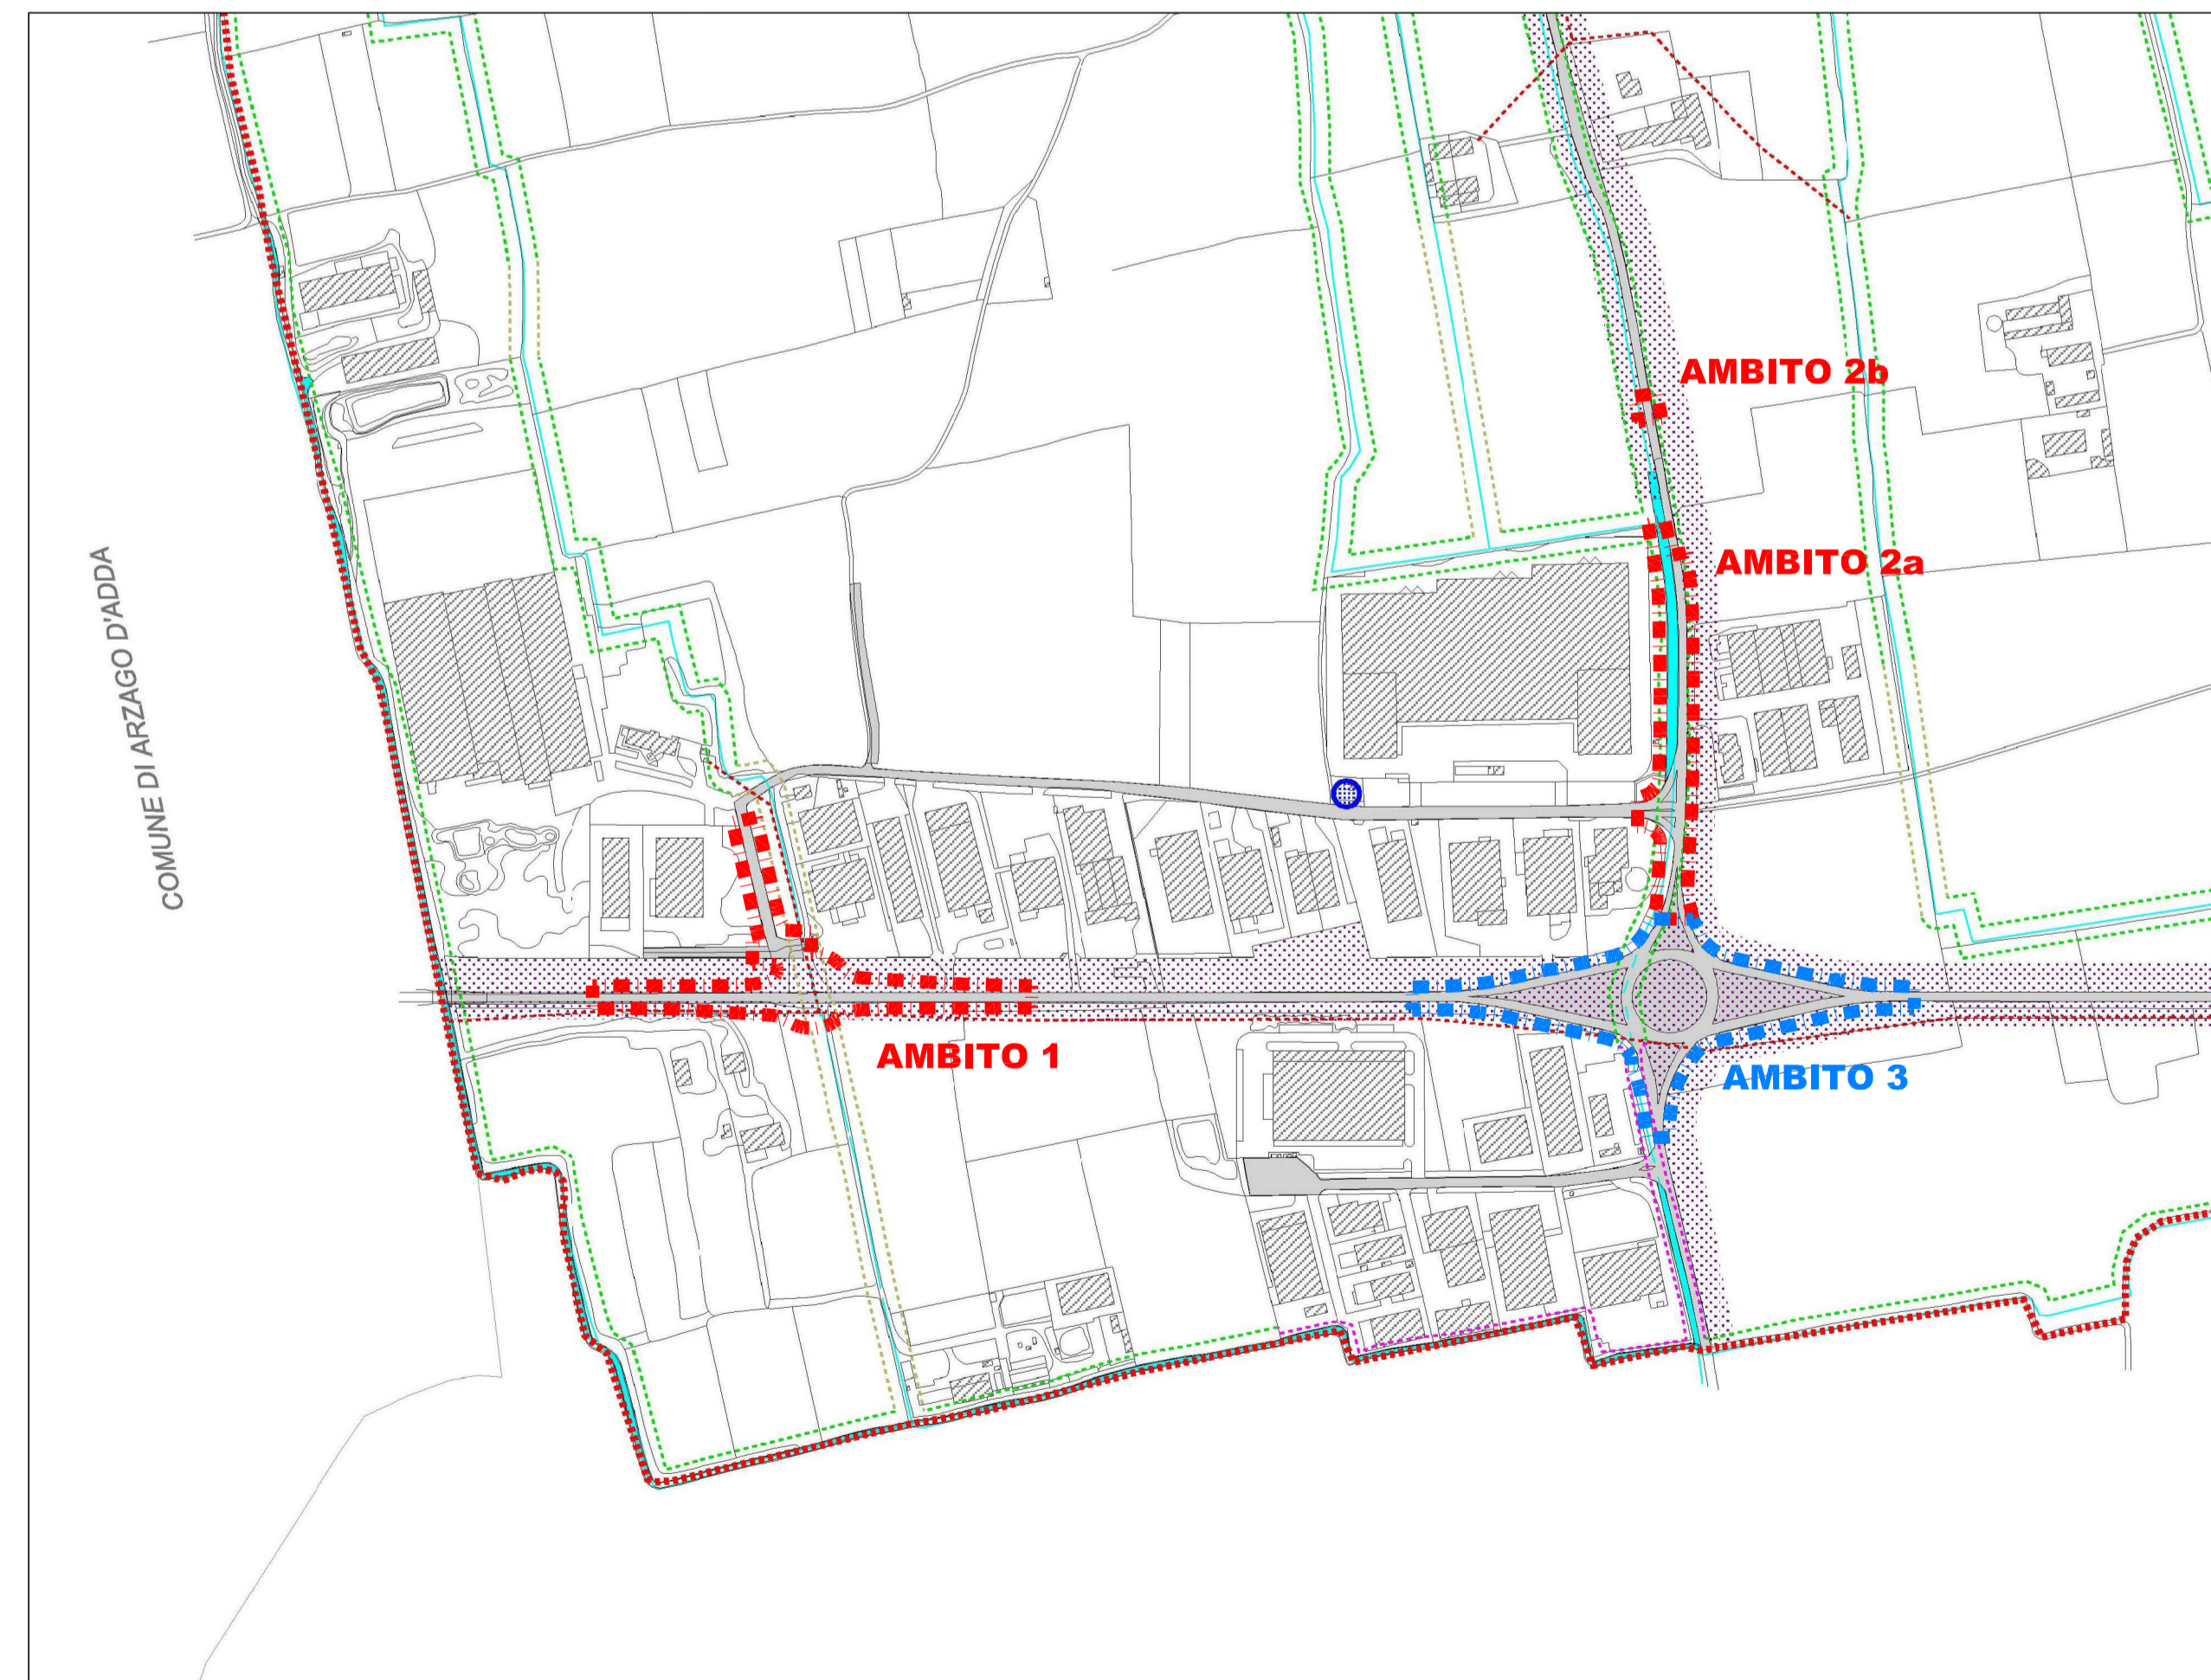 AMBITO 2b
AMBITO 2a
COMUNE DI ARZAGO D'ADDA
AMBITO 1
AMBITO 3